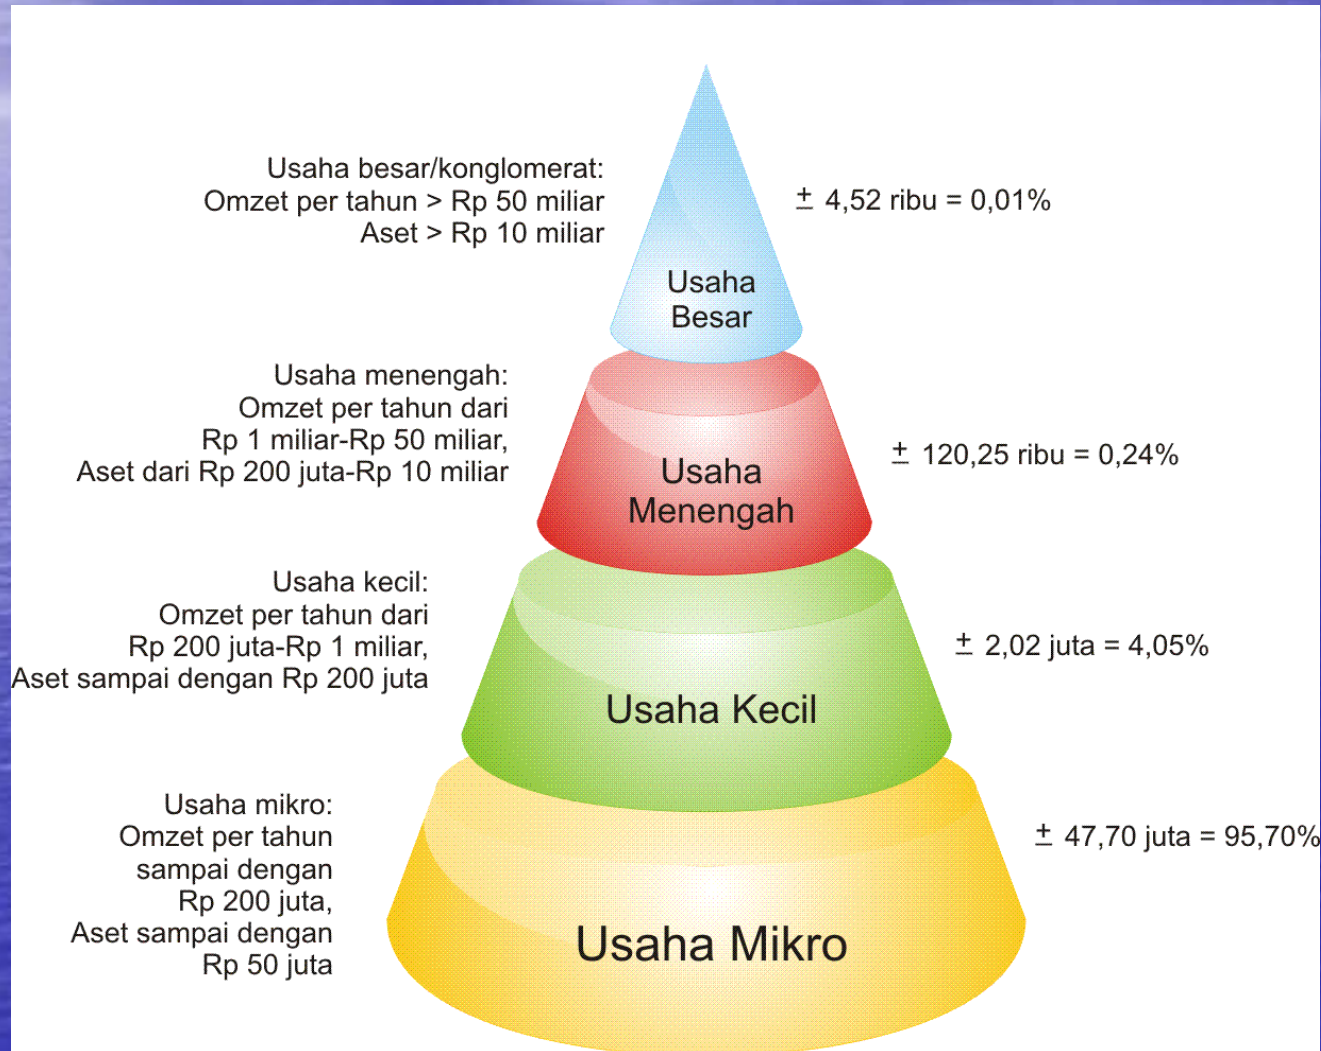 Usaha besar/konglomerat:
Omzet per tahun > Rp 50 miliar
Aset > Rp 10 miliar
± 4,52 ribu = 0,01%
Usaha
Besar
Usaha menengah:
Omzet per tahun dari
Rp 1 miliar-Rp 50 miliar,
Aset dari Rp 200 juta-Rp 10 miliar
± 120,25 ribu = 0,24%
Usaha
Menengah
Usaha kecil:
Omzet per tahun dari
Rp 200 juta-Rp 1 miliar,
Aset sampai dengan Rp 200 juta
± 2,02 juta = 4,05%
Usaha Kecil
Usaha mikro:
Omzet per tahun
sampai dengan
Rp 200 juta,
Aset sampai dengan
Rp 50 juta
± 47,70 juta = 95,70%
Usaha Mikro